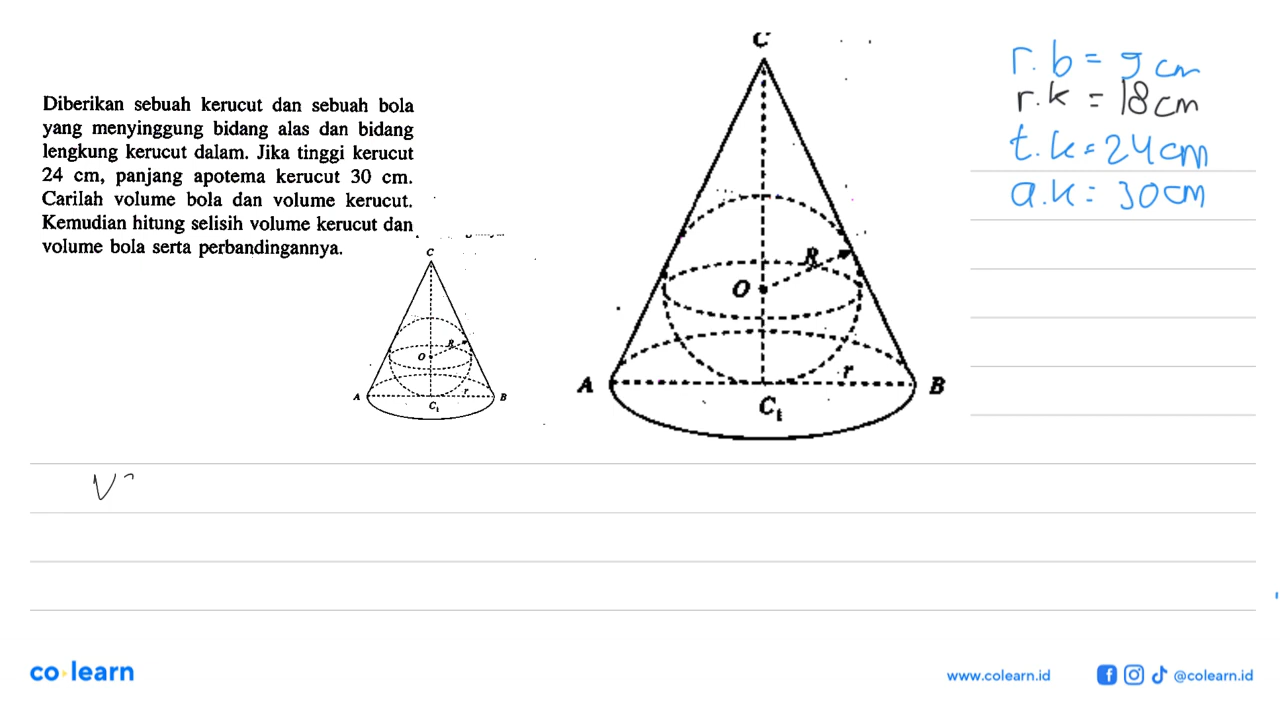 Diberikan sebuah kerucut dan sebuah bola
yang menyinggung bidang alas dan bidang
lengkung kerucut dalam. Jika tinggi kerucut
24 cm, panjang apotema kerucut 30 cm.
Carilah volume bola dan volume kerucut.
Kemudian hitung selisih volume kerucut dan
volume bola serta perbandingannya.
C
O
R
A
r
B
C₁
C
R
O
A
r
B
C₁
r.b = 9 cm
r.k = 18 cm
t.k = 24 cm
a.k = 30 cm
V
co learn
www.colearn.id
@colearn.id